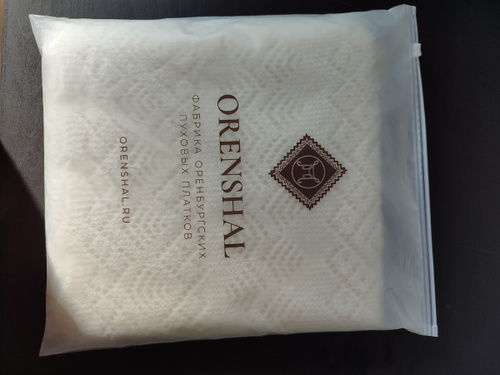 ORENSHAL
ФАБРИКА ОРЕНБУРГСКИХ
ПУХОВЫХ ПЛАТКОВ
ORENSHAL.RU